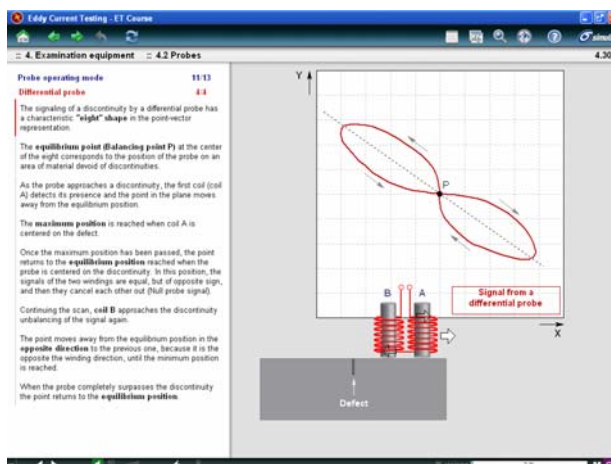 Eddy Current Testing - ET Course
:: 4. Examination equipment :: 4.2 Probes
4.30
Probe operating mode 11/13
Differential probe 4/4
The signaling of a discontinuity by a differential probe has
a characteristic "eight" shape in the point-vector
representation.
The equilibrium point (Balancing point P) at the center
of the eight corresponds to the position of the probe on an
area of material devoid of discontinuities.
As the probe approaches a discontinuity, the first coil (coil
A) detects its presence and the point in the plane moves
away from the equilibrium position.
The maximum position is reached when coil A is
centered on the defect.
Once the maximum position has been passed, the point
returns to the equilibrium position reached when the
probe is centered on the discontinuity. In this position, the
signals of the two windings are equal, but of opposite sign,
and then they cancel each other out (Null probe signal).
Continuing the scan, coil B approaches the discontinuity
unbalancing of the signal again.
The point moves away from the equilibrium position in the
opposite direction to the previous one, because it is the
opposite the winding direction, until the minimum position
is reached.
When the probe completely surpasses the discontinuity
the point returns to the equilibrium position.
Y
P
B A
Signal from a
differential probe
X
Defect